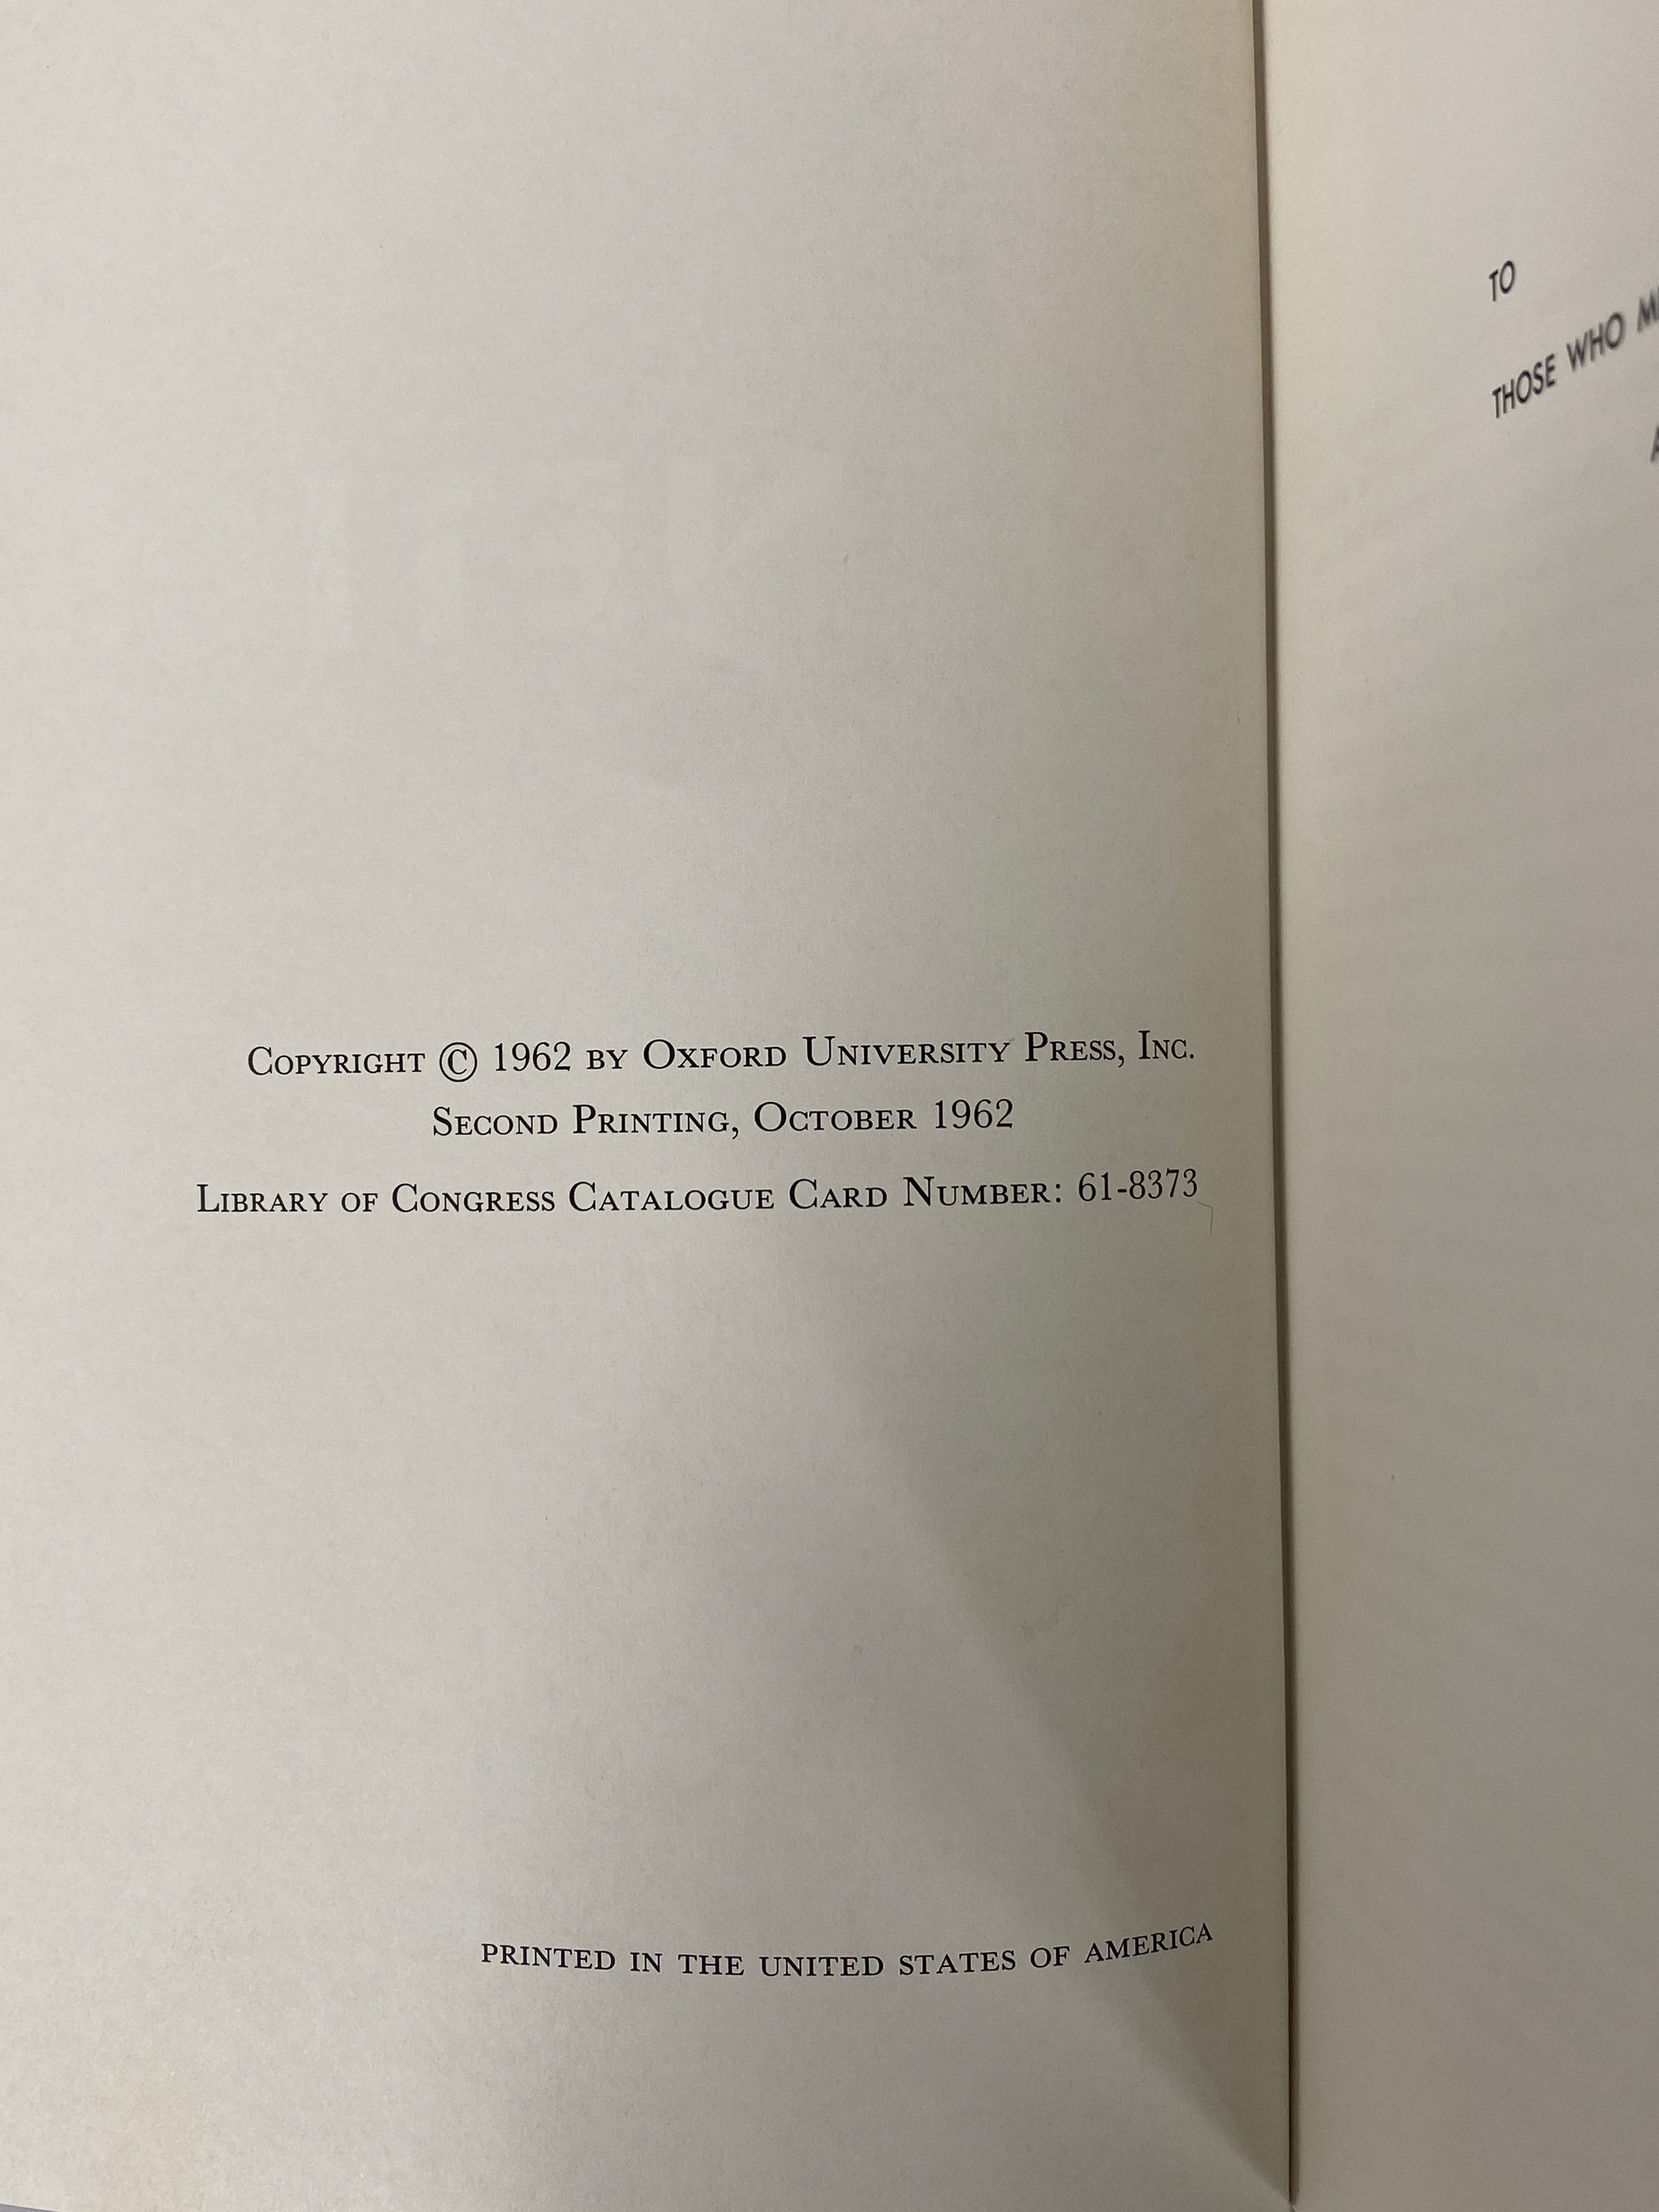 Copyright © 1962 by Oxford University Press, Inc.
Second Printing, October 1962
Library of Congress Catalogue Card Number: 61-8373
PRINTED IN THE UNITED STATES OF AMERICA
TO
THOSE WHO